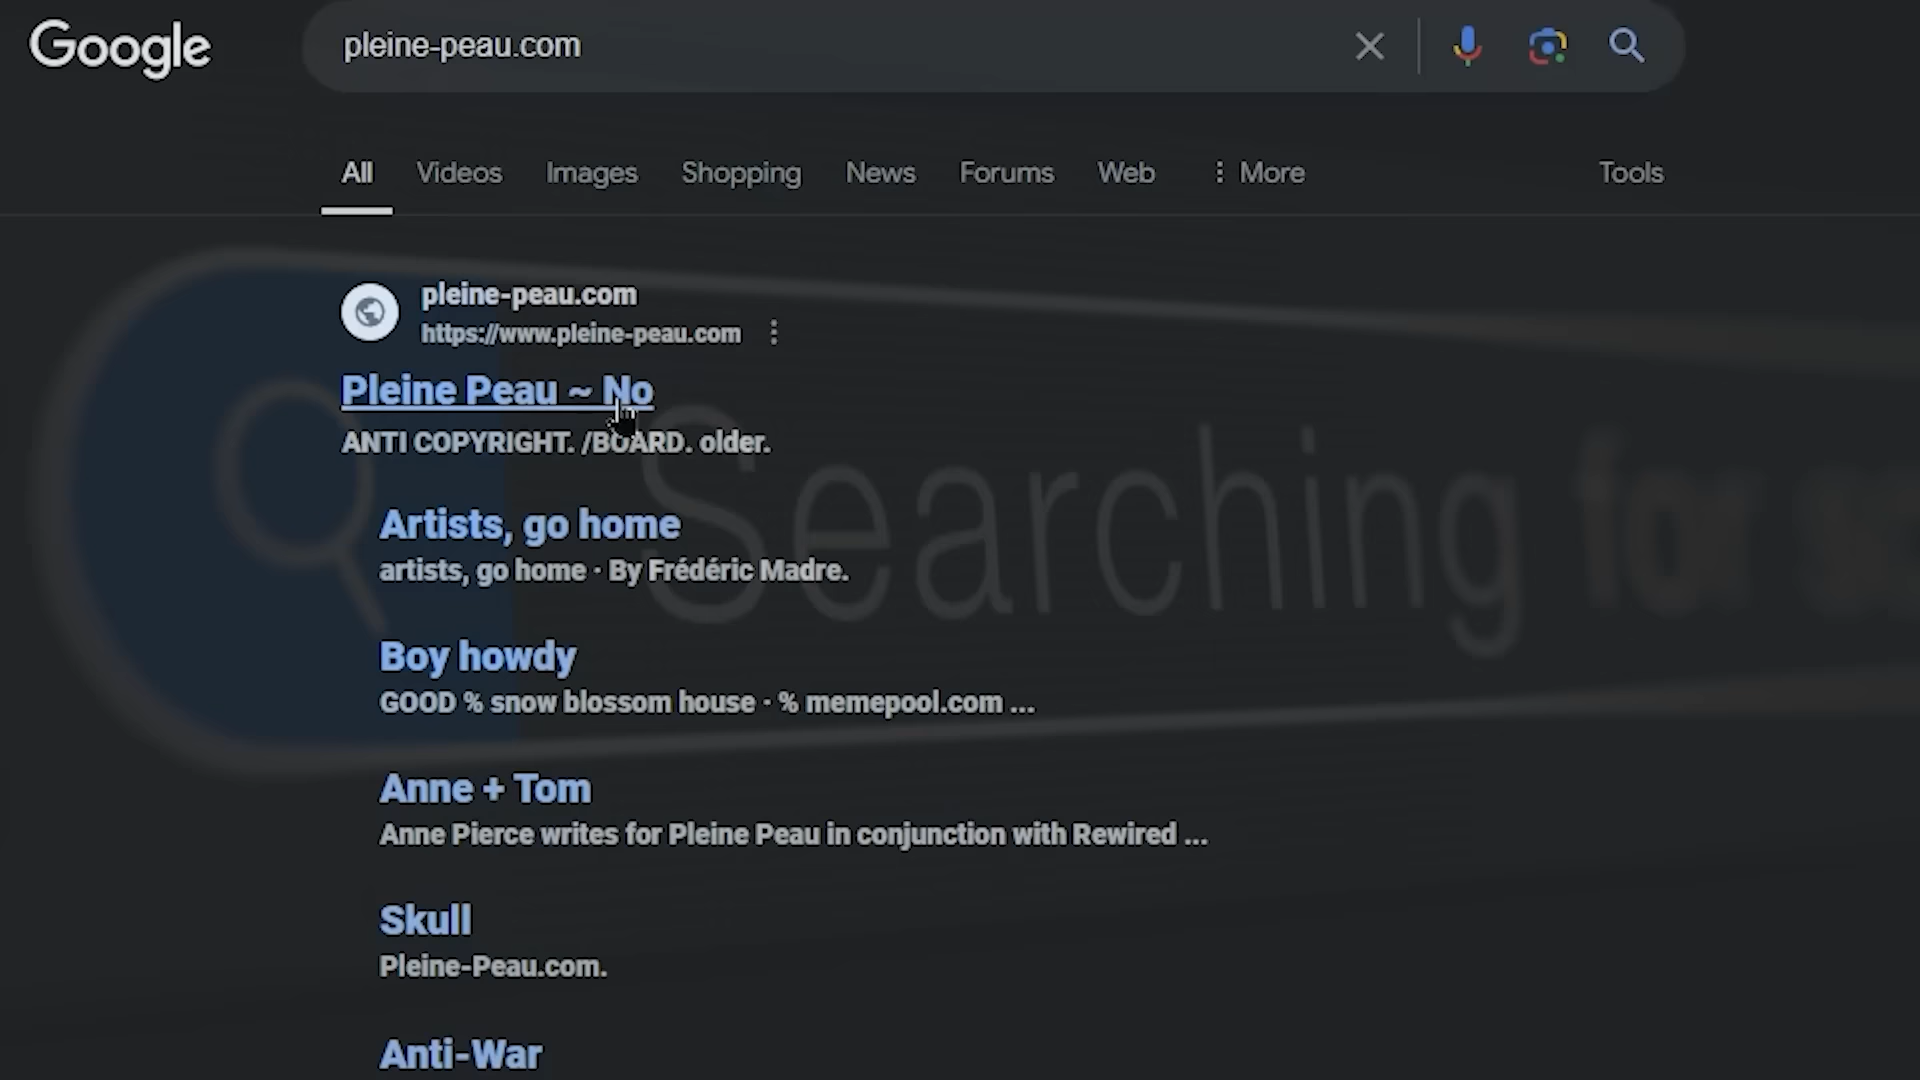 Google
pleine-peau.com
All Videos Images Shopping News Forums Web More Tools
pleine-peau.com
https://www.pleine-peau.com
Pleine Peau ~ No
ANTI COPYRIGHT. /BOARD. older.
Artists, go home
artists, go home · By Frédéric Madre.
Searching for
Boy howdy
GOOD % snow blossom house · % memepool.com ...
Anne + Tom
Anne Pierce writes for Pleine Peau in conjunction with Rewired ...
Skull
Pleine-Peau.com.
Anti-War